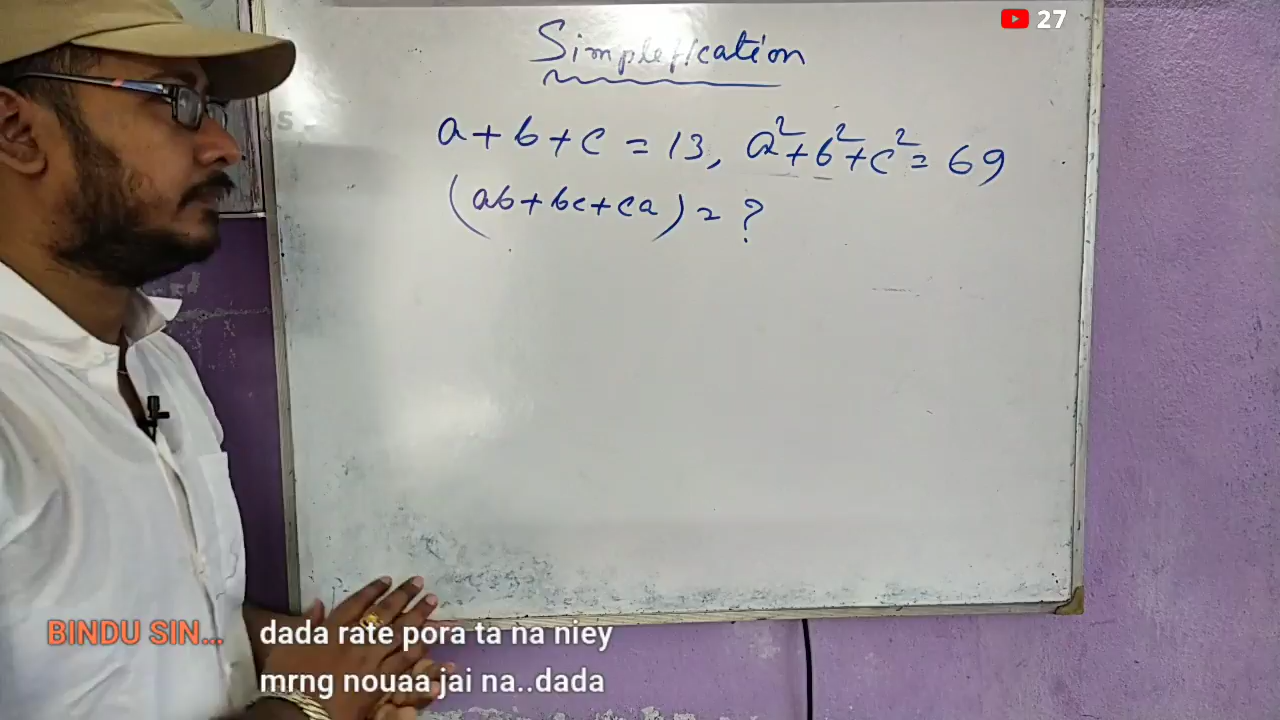 27
Simplefication
a+b+c = 13, a²+b²+c² = 69
(ab+bc+ca) = ?
BINDU SIN... dada rate pora ta na niey
mrng nouaa jai na..dada